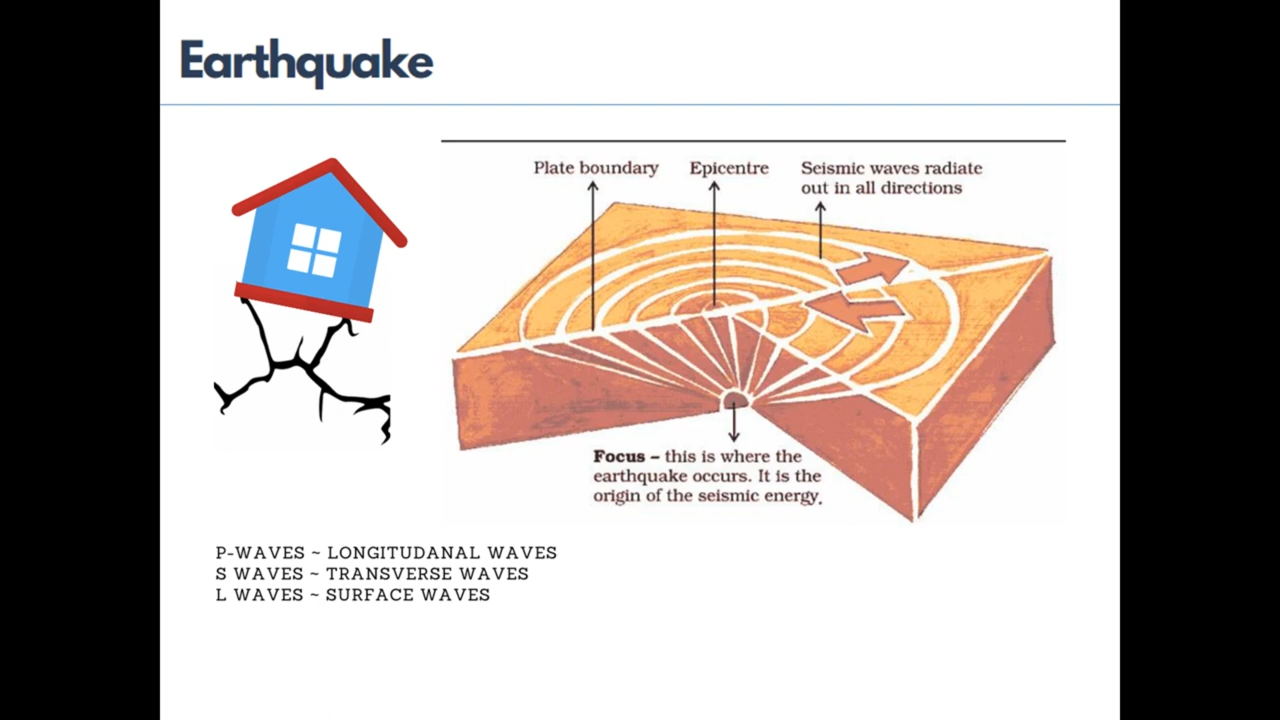 Earthquake
Plate boundary
Epicentre
Seismic waves radiate
out in all directions
Focus – this is where the
earthquake occurs. It is the
origin of the seismic energy.
P-WAVES ~ LONGITUDANAL WAVES
S WAVES ~ TRANSVERSE WAVES
L WAVES ~ SURFACE WAVES